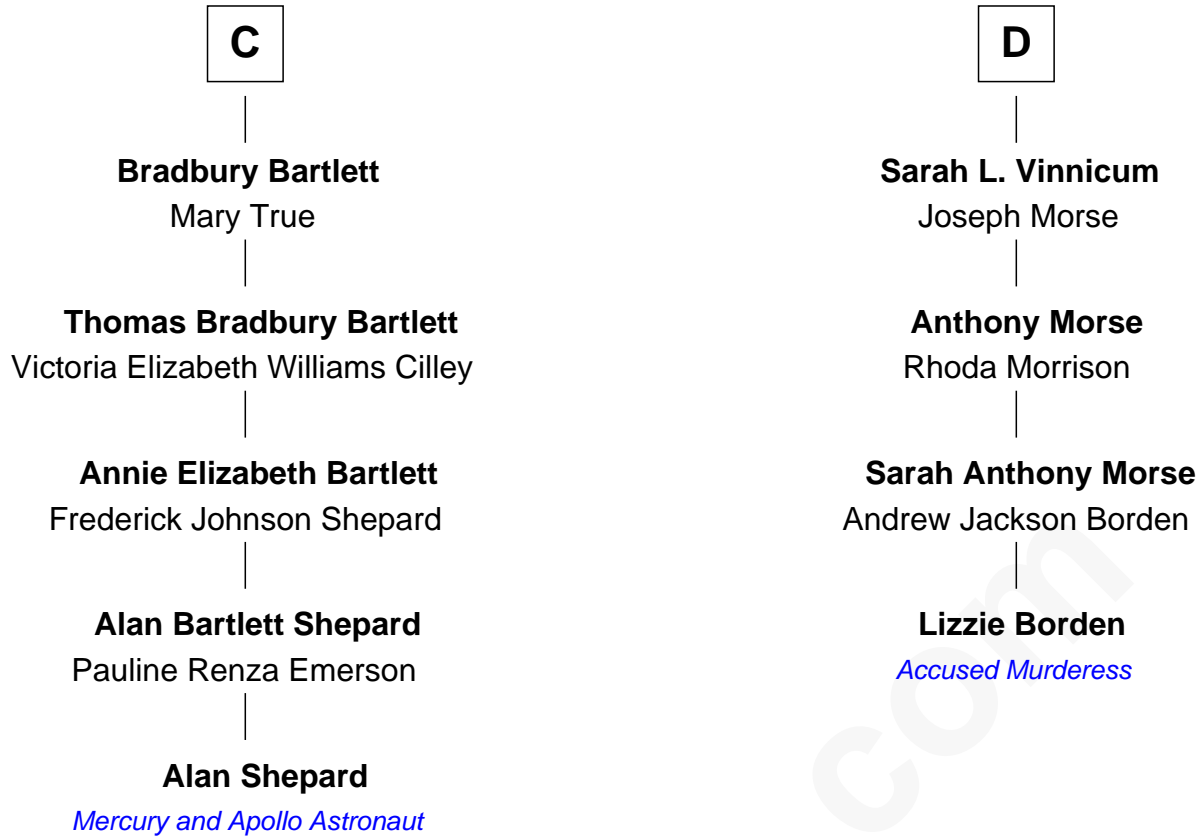 C
Bradbury Bartlett
Mary True
Thomas Bradbury Bartlett
Victoria Elizabeth Williams Cilley
Annie Elizabeth Bartlett
Frederick Johnson Shepard
Alan Bartlett Shepard
Pauline Renza Emerson
Alan Shepard
Mercury and Apollo Astronaut
D
Sarah L. Vinnicum
Joseph Morse
Anthony Morse
Rhoda Morrison
Sarah Anthony Morse
Andrew Jackson Borden
Lizzie Borden
Accused Murderess
com